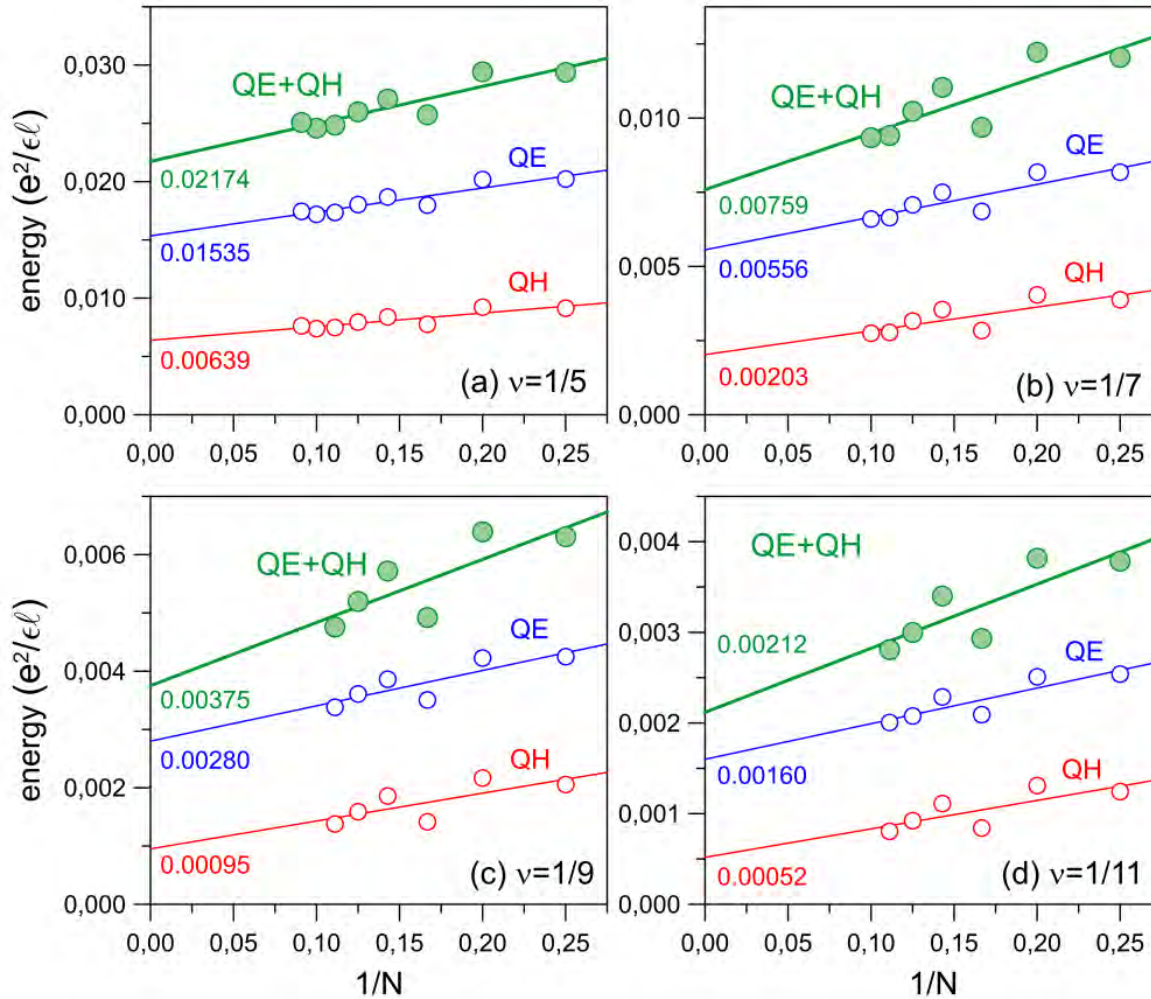 0,030
0,020
0,010
0,000
energy (e²/ϵℓ)
QE+QH
0.02174
QE
0.01535
QH
0.00639
(a) ν=1/5
0,00 0,05 0,10 0,15 0,20 0,25
0,010
0,005
0,000
QE+QH
0.00759
QE
0.00556
QH
0.00203
(b) ν=1/7
0,00 0,05 0,10 0,15 0,20 0,25
0,006
0,004
0,002
0,000
energy (e²/ϵℓ)
QE+QH
0.00375
QE
0.00280
QH
0.00095
(c) ν=1/9
0,00 0,05 0,10 0,15 0,20 0,25
1/N
0,004
0,003
0,002
0,001
0,000
QE+QH
0.00212
QE
0.00160
QH
0.00052
(d) ν=1/11
0,00 0,05 0,10 0,15 0,20 0,25
1/N